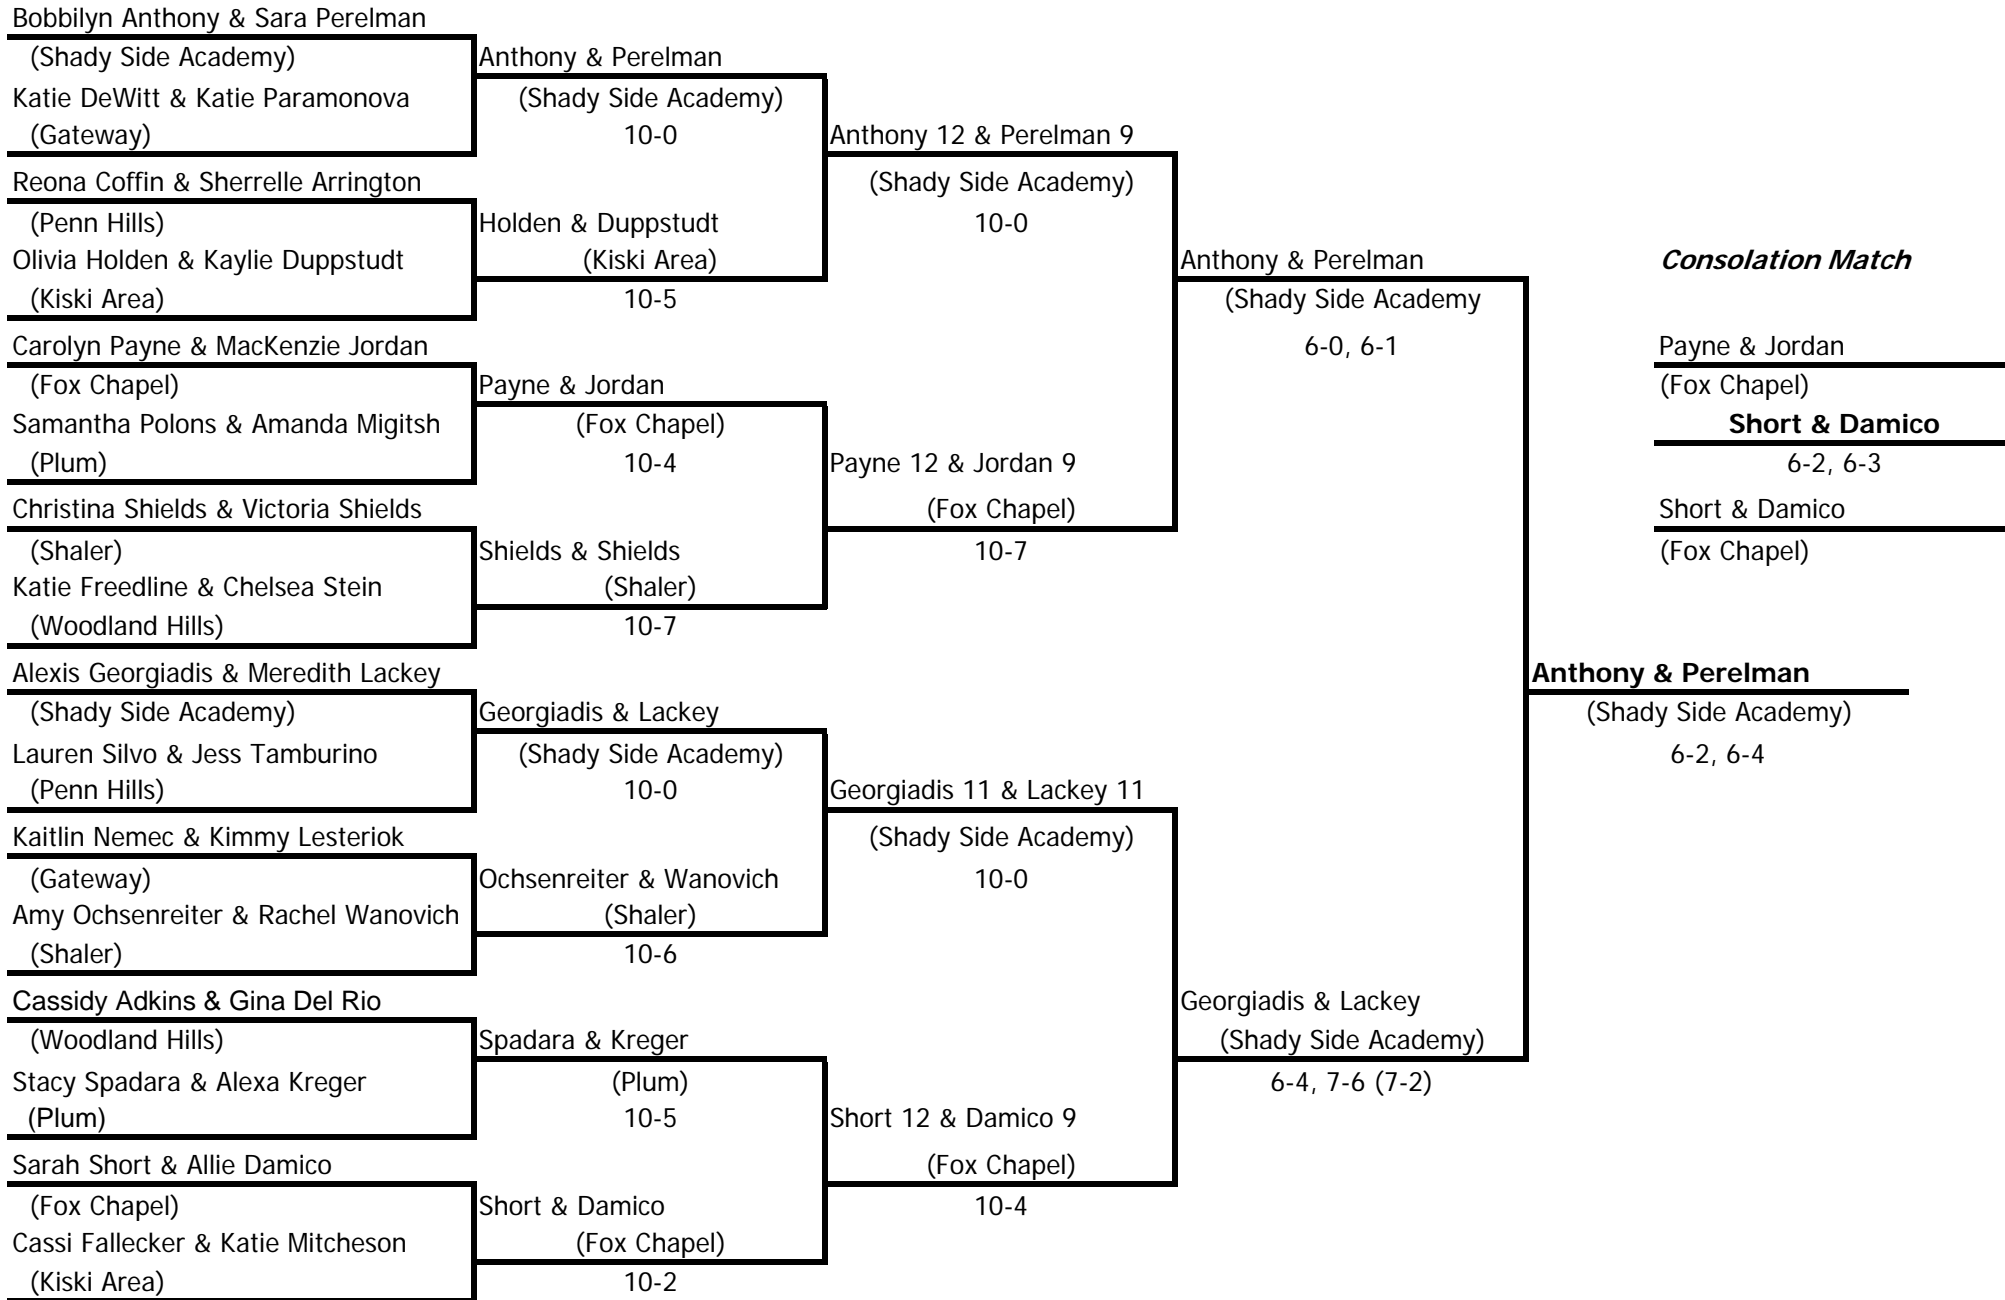 Bobbilyn Anthony & Sara Perelman
(Shady Side Academy)
Katie DeWitt & Katie Paramonova
(Gateway)
Reona Coffin & Sherrelle Arrington
(Penn Hills)
Olivia Holden & Kaylie Duppstudt
(Kiski Area)
Carolyn Payne & MacKenzie Jordan
(Fox Chapel)
Samantha Polons & Amanda Migitsh
(Plum)
Christina Shields & Victoria Shields
(Shaler)
Katie Freedline & Chelsea Stein
(Woodland Hills)
Alexis Georgiadis & Meredith Lackey
(Shady Side Academy)
Lauren Silvo & Jess Tamburino
(Penn Hills)
Kaitlin Nemec & Kimmy Lesteriok
(Gateway)
Amy Ochsenreiter & Rachel Wanovich
(Shaler)
Cassidy Adkins & Gina Del Rio
(Woodland Hills)
Stacy Spadara & Alexa Kreger
(Plum)
Sarah Short & Allie Damico
(Fox Chapel)
Cassi Fallecker & Katie Mitcheson
(Kiski Area)
Anthony & Perelman
(Shady Side Academy)
10-0
Holden & Duppstudt
(Kiski Area)
10-5
Payne & Jordan
(Fox Chapel)
10-4
Shields & Shields
(Shaler)
10-7
Georgiadis & Lackey
(Shady Side Academy)
10-0
Ochsenreiter & Wanovich
(Shaler)
10-6
Spadara & Kreger
(Plum)
10-5
Short & Damico
(Fox Chapel)
10-2
Anthony 12 & Perelman 9
(Shady Side Academy)
10-0
Payne 12 & Jordan 9
(Fox Chapel)
10-7
Georgiadis 11 & Lackey 11
(Shady Side Academy)
10-0
Short 12 & Damico 9
(Fox Chapel)
10-4
Anthony & Perelman
(Shady Side Academy
6-0, 6-1
Georgiadis & Lackey
(Shady Side Academy)
6-4, 7-6 (7-2)
Anthony & Perelman
(Shady Side Academy)
6-2, 6-4
Consolation Match
Payne & Jordan
(Fox Chapel)
Short & Damico
6-2, 6-3
Short & Damico
(Fox Chapel)